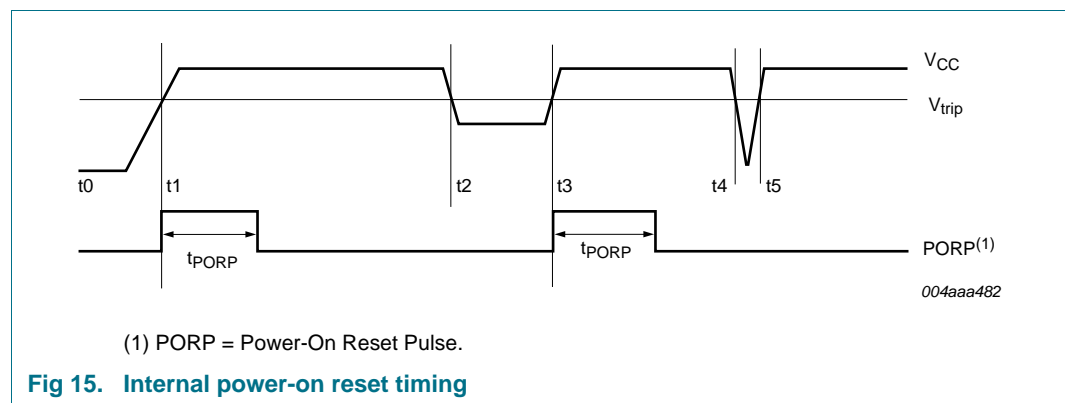 VCC
Vtrip
t0
t1
t2
t3
t4
t5
tPORP
tPORP
PORP(1)
004aaa482
(1) PORP = Power-On Reset Pulse.
Fig 15. Internal power-on reset timing